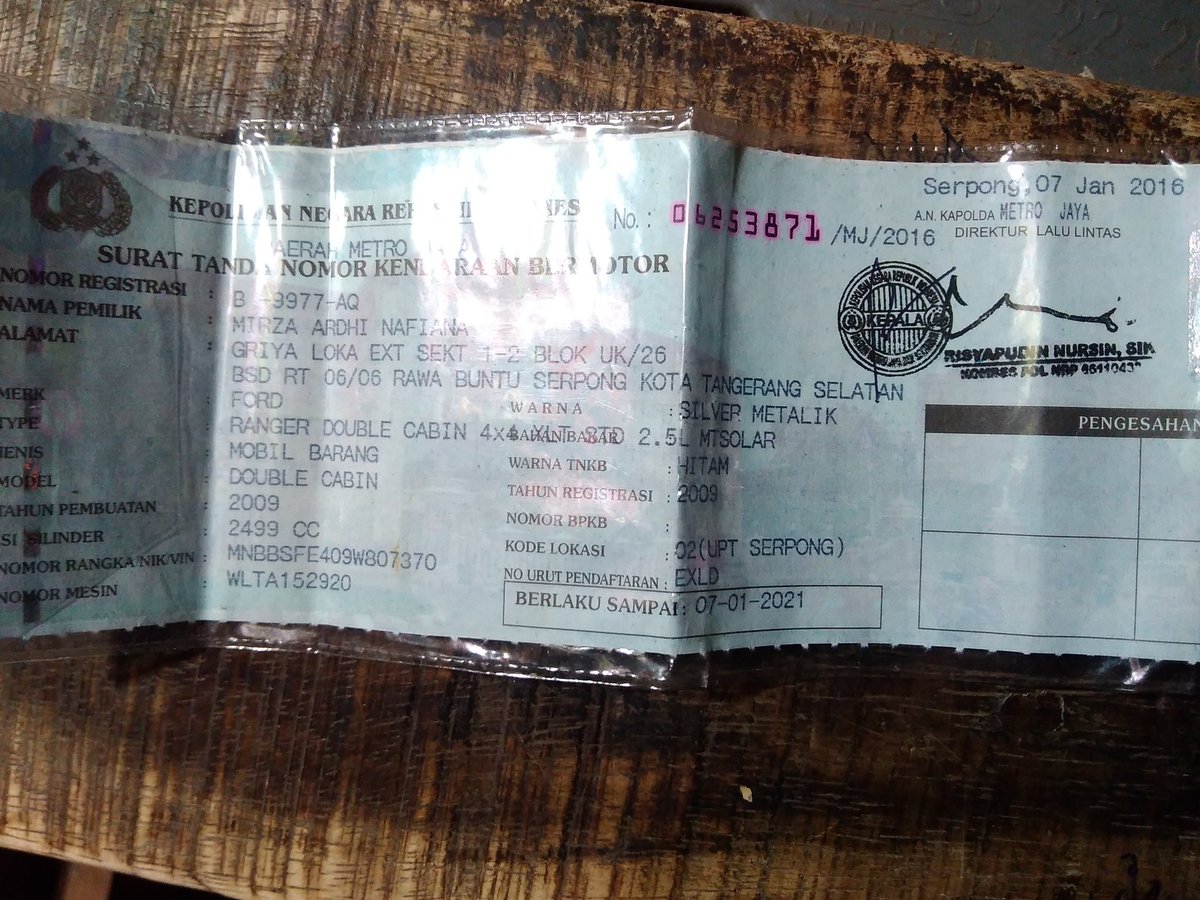 Serpong, 07 Jan 2016
A.N. KAPOLDA METRO JAYA
DIREKTUR LALU LINTAS
KEPALA
RISYAPUDIN NURSIN, SIK
NEGARA
No.: 06253871 /MJ/2016
METRO
SURAT TANDA NOMOR KENDARAAN BERMOTOR
NOMOR REGISTRASI : B -9977-AQ
NAMA PEMILIK : MIRZA ARDHI NAFIANA
ALAMAT : GRIYA LOKA EXT SEKT 1-2 BLOK UK/26
BSD RT 06/06 RAWA BUNTU SERPONG KOTA TANGERANG SELATAN
MERK : FORD
TYPE : RANGER DOUBLE CABIN 4x4 XLT STD 2.5L MT
JENIS : MOBIL BARANG
MODEL : DOUBLE CABIN
TAHUN PEMBUATAN : 2009
ISI SILINDER : 2499 CC
NOMOR RANGKA/NIK/VIN : MNBBSFE409W807370
NOMOR MESIN : WLTA152920
WARNA : SILVER METALIK
BAHAN BAKAR SOLAR
WARNA TNKB : HITAM
TAHUN REGISTRASI : 2009
NOMOR BPKB :
KODE LOKASI : 02(UPT SERPONG)
NO URUT PENDAFTARAN : EXLD
BERLAKU SAMPAI : 07-01-2021
PENGESAHAN